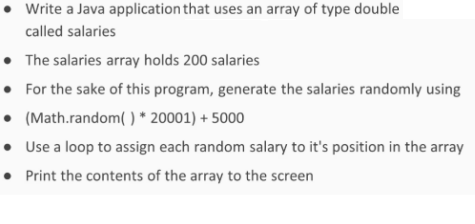 • Write a Java application that uses an array of type double
called salaries
• The salaries array holds 200 salaries
• For the sake of this program, generate the salaries randomly using
• (Math.random( ) * 20001) + 5000
• Use a loop to assign each random salary to it's position in the array
• Print the contents of the array to the screen